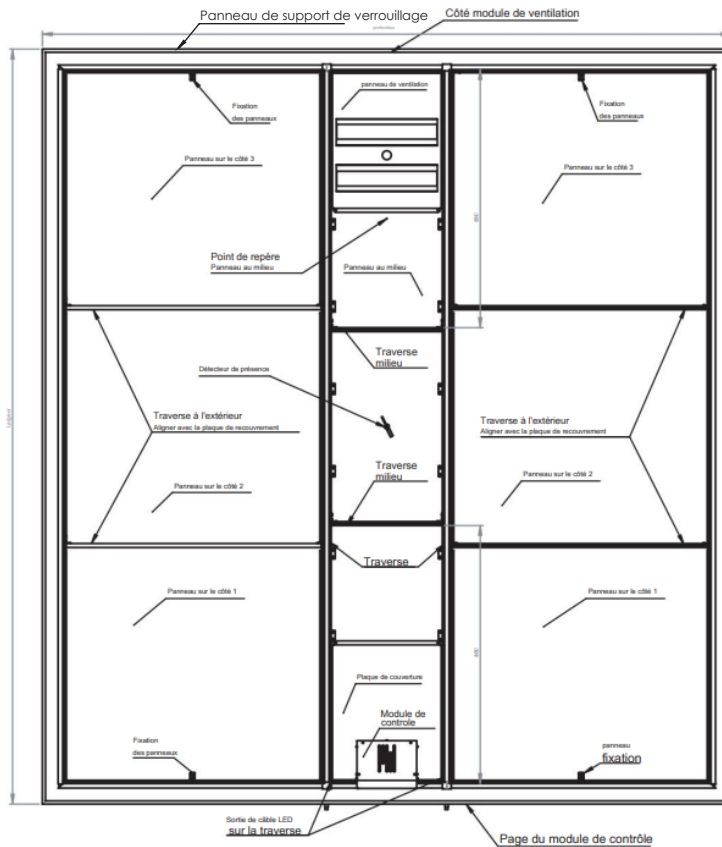 Panneau de support de verrouillage
Côté module de ventilation
panneau de ventilation
Fixation
des panneaux
Fixation
des panneaux
Panneau sur le côté 3
Panneau sur le côté 3
Point de repère
Panneau au milieu
Panneau au milieu
Traverse
milieu
Détecteur de présence
Traverse à l'extérieur
Aligner avec la plaque de recouvrement
Traverse à l'extérieur
Aligner avec la plaque de recouvrement
Traverse
milieu
Panneau sur le côté 2
Panneau sur le côté 2
Traverse
Panneau sur le côté 1
Panneau sur le côté 1
Plaque de couverture
Module de
controle
Fixation
des panneaux
panneau
fixation
Sortie de câble LED
sur la traverse
Page du module de contrôle